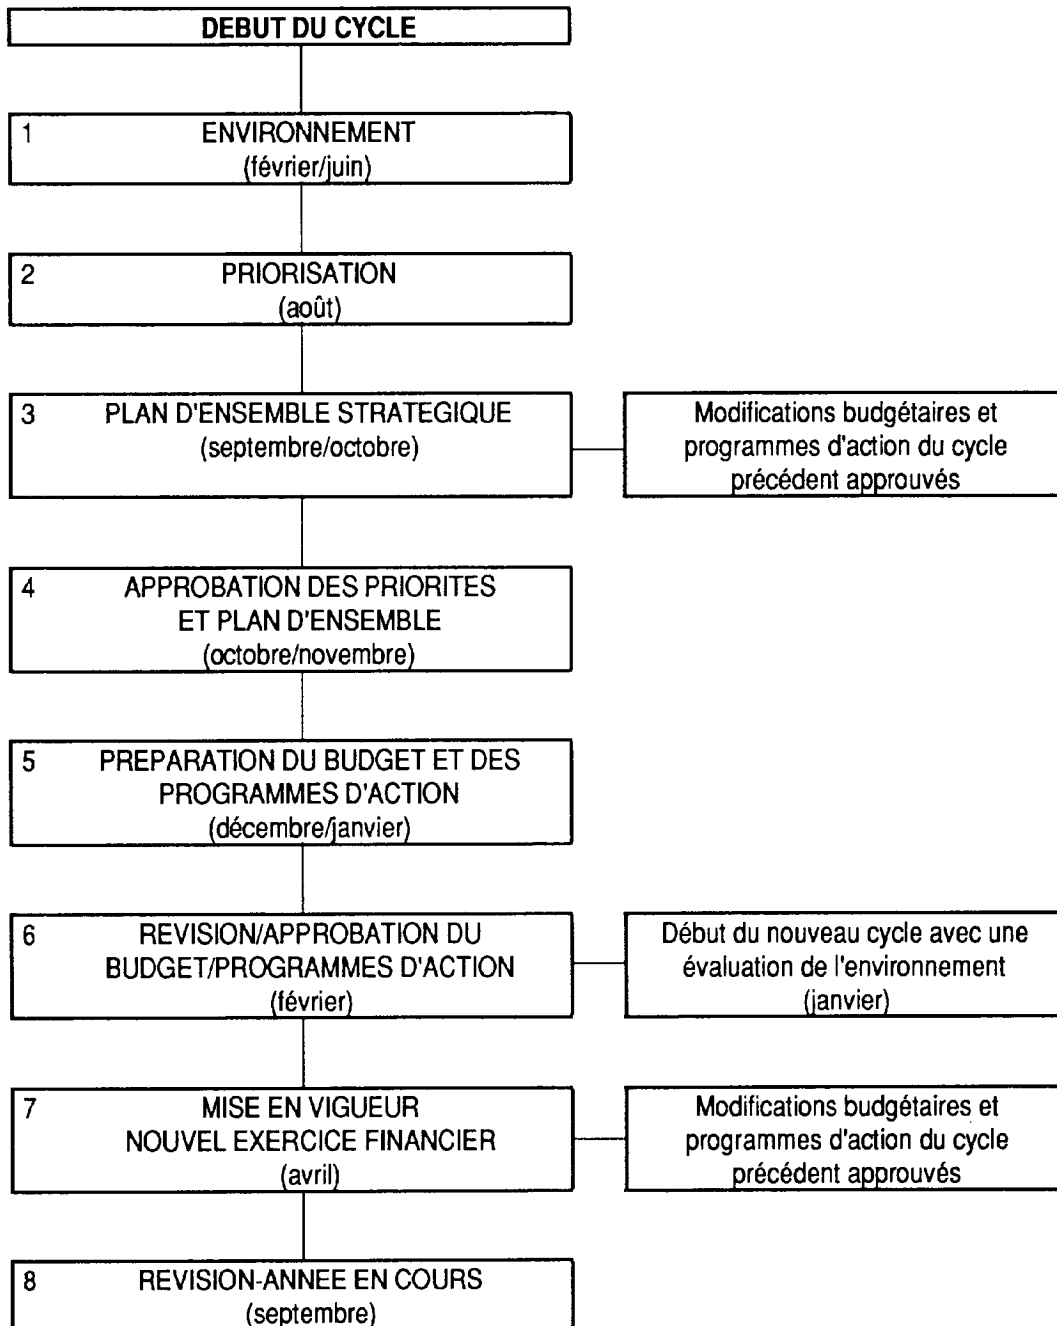 DEBUT DU CYCLE
1 ENVIRONNEMENT
(février/juin)
2 PRIORISATION
(août)
3 PLAN D'ENSEMBLE STRATEGIQUE
(septembre/octobre)
Modifications budgétaires et
programmes d'action du cycle
précédent approuvés
4 APPROBATION DES PRIORITES
ET PLAN D'ENSEMBLE
(octobre/novembre)
5 PREPARATION DU BUDGET ET DES
PROGRAMMES D'ACTION
(décembre/janvier)
6 REVISION/APPROBATION DU
BUDGET/PROGRAMMES D'ACTION
(février)
Début du nouveau cycle avec une
évaluation de l'environnement
(janvier)
7 MISE EN VIGUEUR
NOUVEL EXERCICE FINANCIER
(avril)
Modifications budgétaires et
programmes d'action du cycle
précédent approuvés
8 REVISION-ANNEE EN COURS
(septembre)